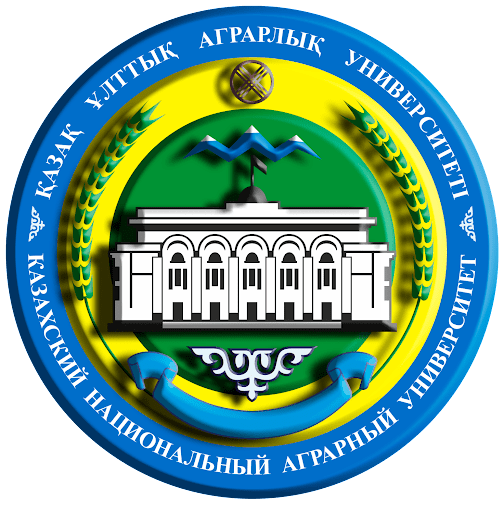 ҚАЗАҚ ҰЛТТЫҚ АГРАРЛЫҚ УНИВЕРСИТЕТІ
КАЗАХСКИЙ НАЦИОНАЛЬНЫЙ АГРАРНЫЙ УНИВЕРСИТЕТ